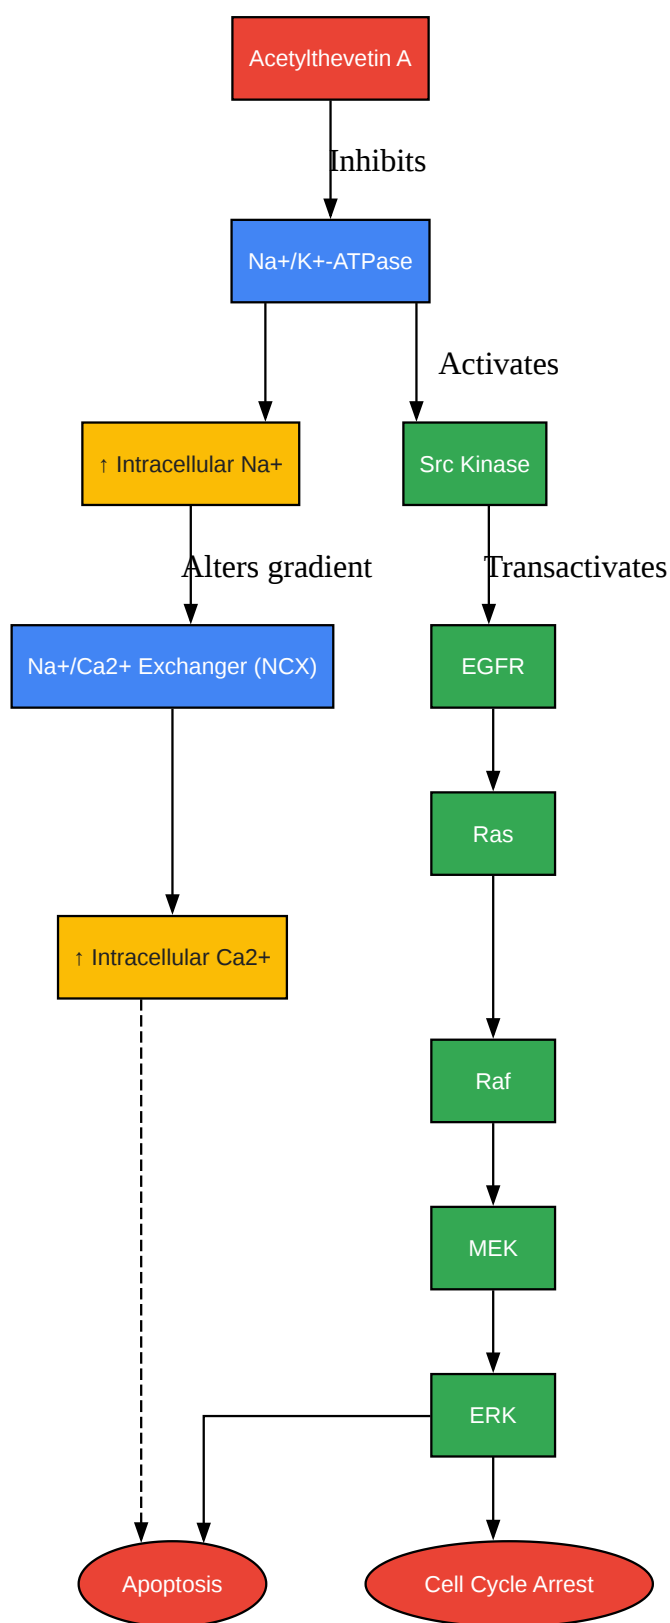 Acetylthevetin A
Inhibits
Na+/K+-ATPase
Activates
↑ Intracellular Na+
Src Kinase
Alters gradient
Transactivates
Na+/Ca2+ Exchanger (NCX)
EGFR
Ras
↑ Intracellular Ca2+
Raf
MEK
ERK
Apoptosis
Cell Cycle Arrest